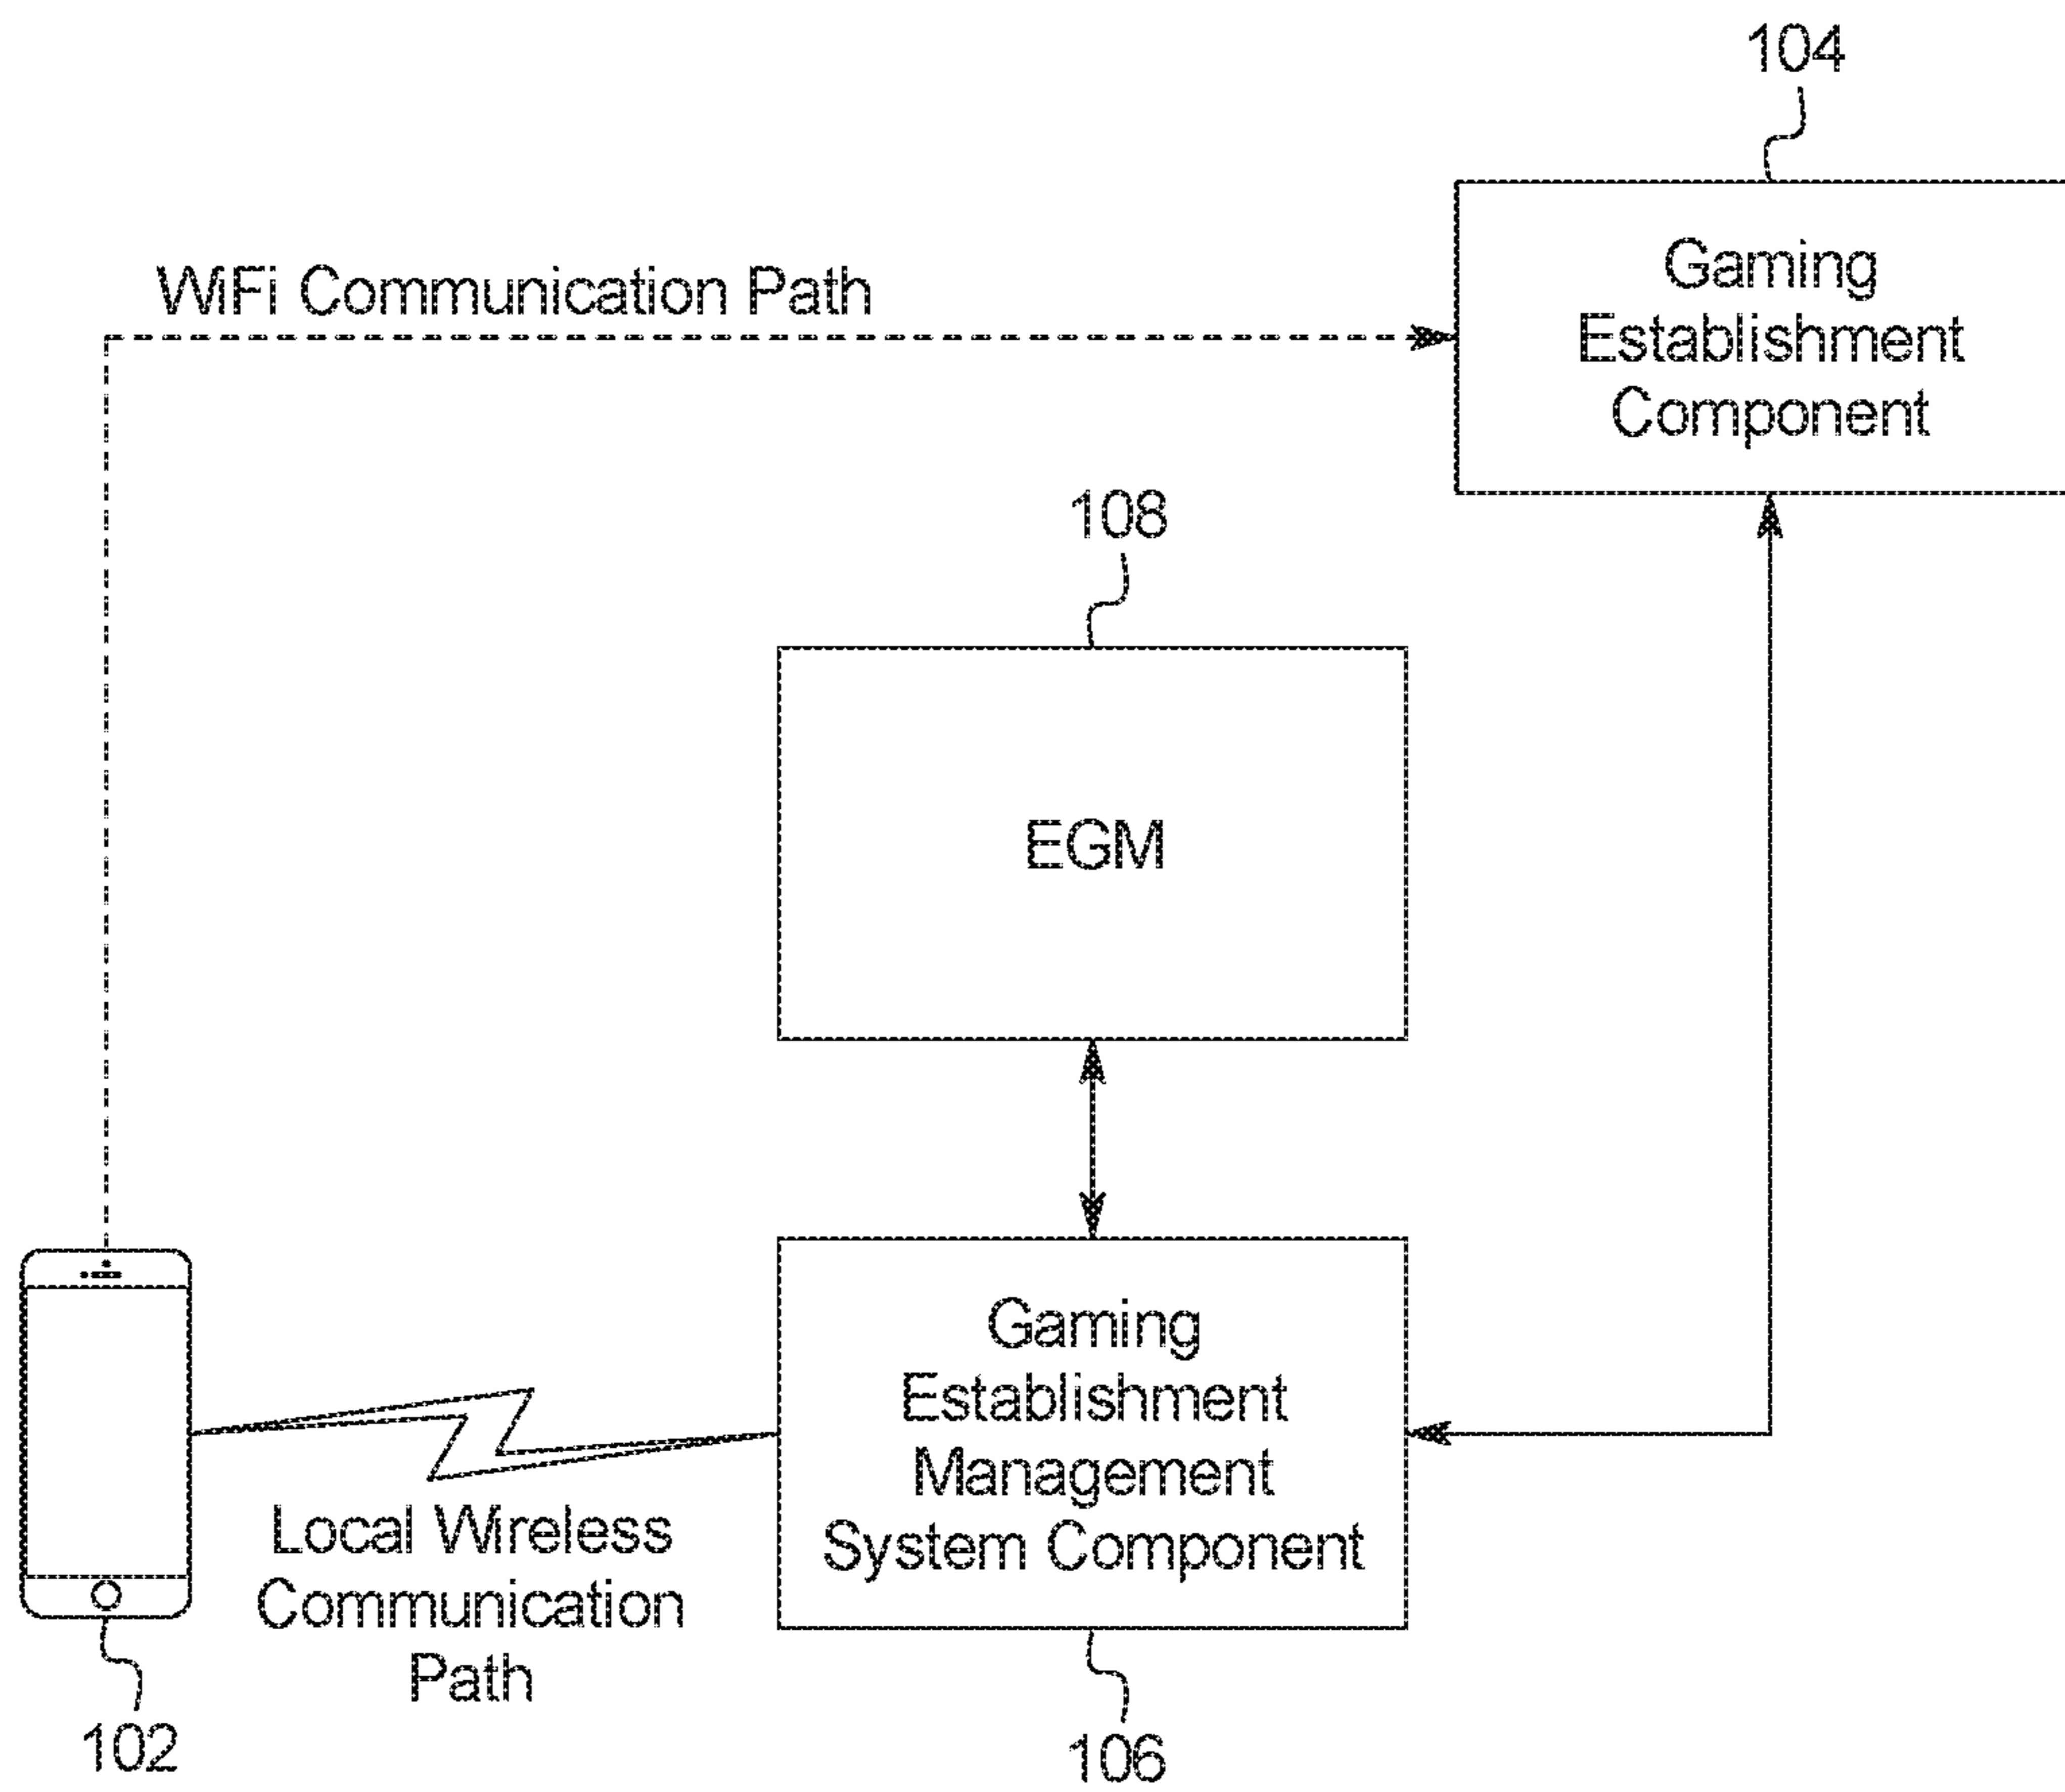 104
WiFi Communication Path
Gaming
Establishment
Component
108
EGM
Gaming
Establishment
Management
System Component
Local Wireless
Communication
Path
102
106